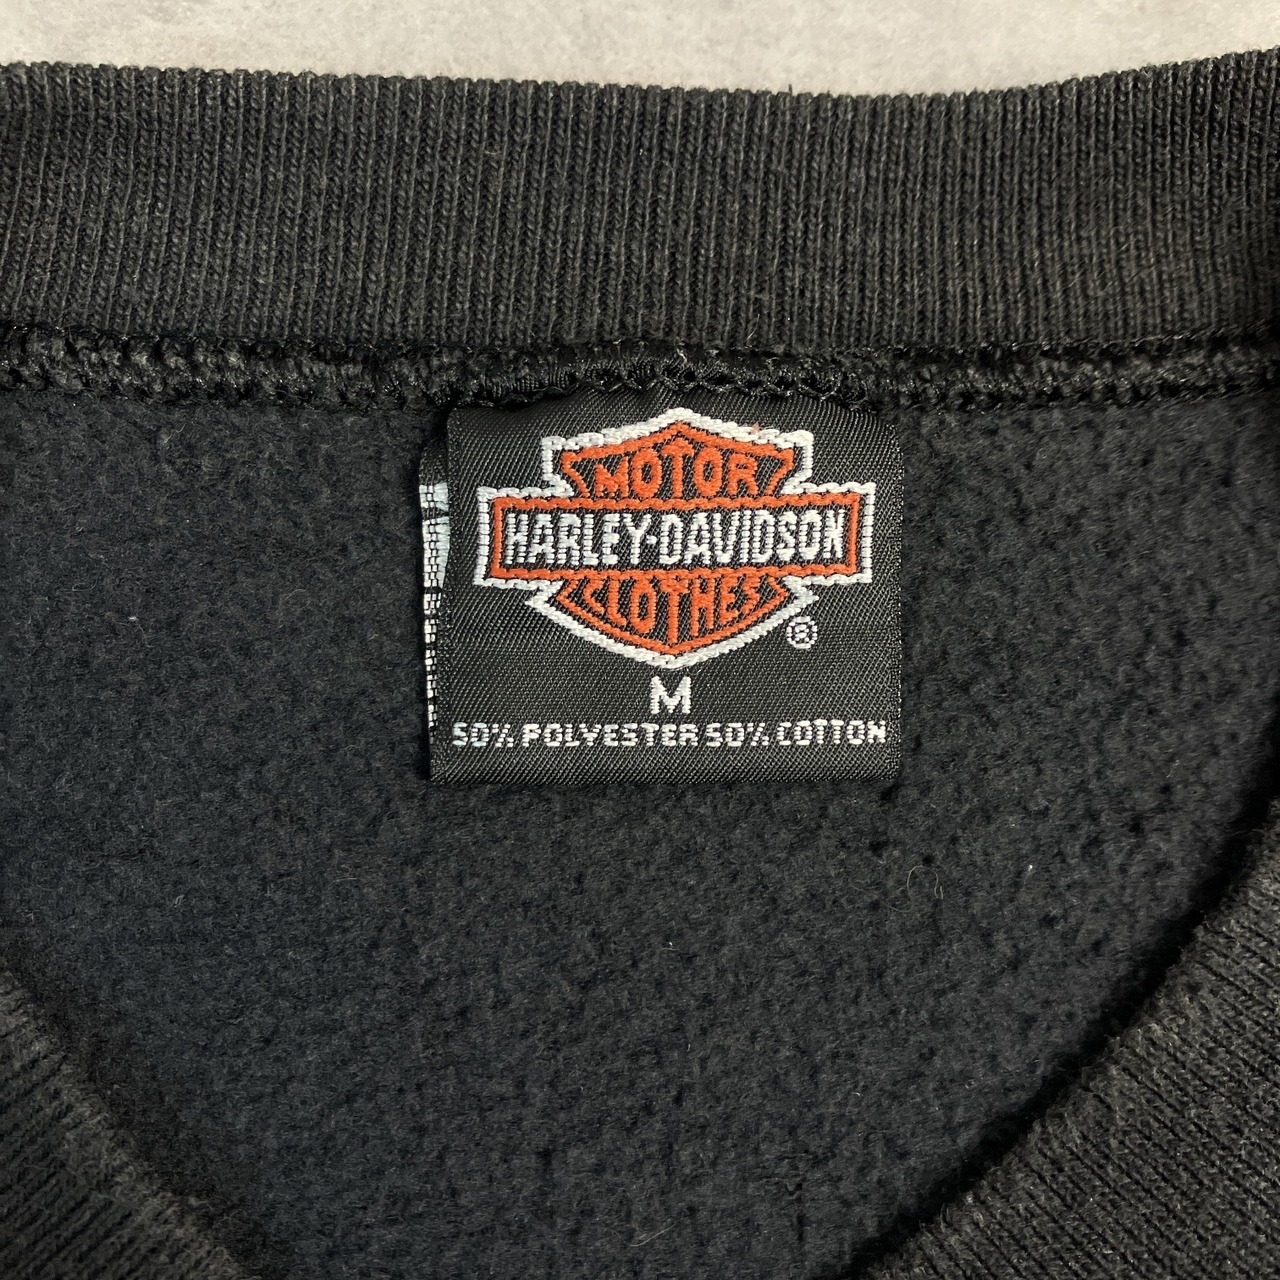 MOTOR
HARLEY-DAVIDSON
CLOTHES
®
M
50% POLYESTER 50% COTTON